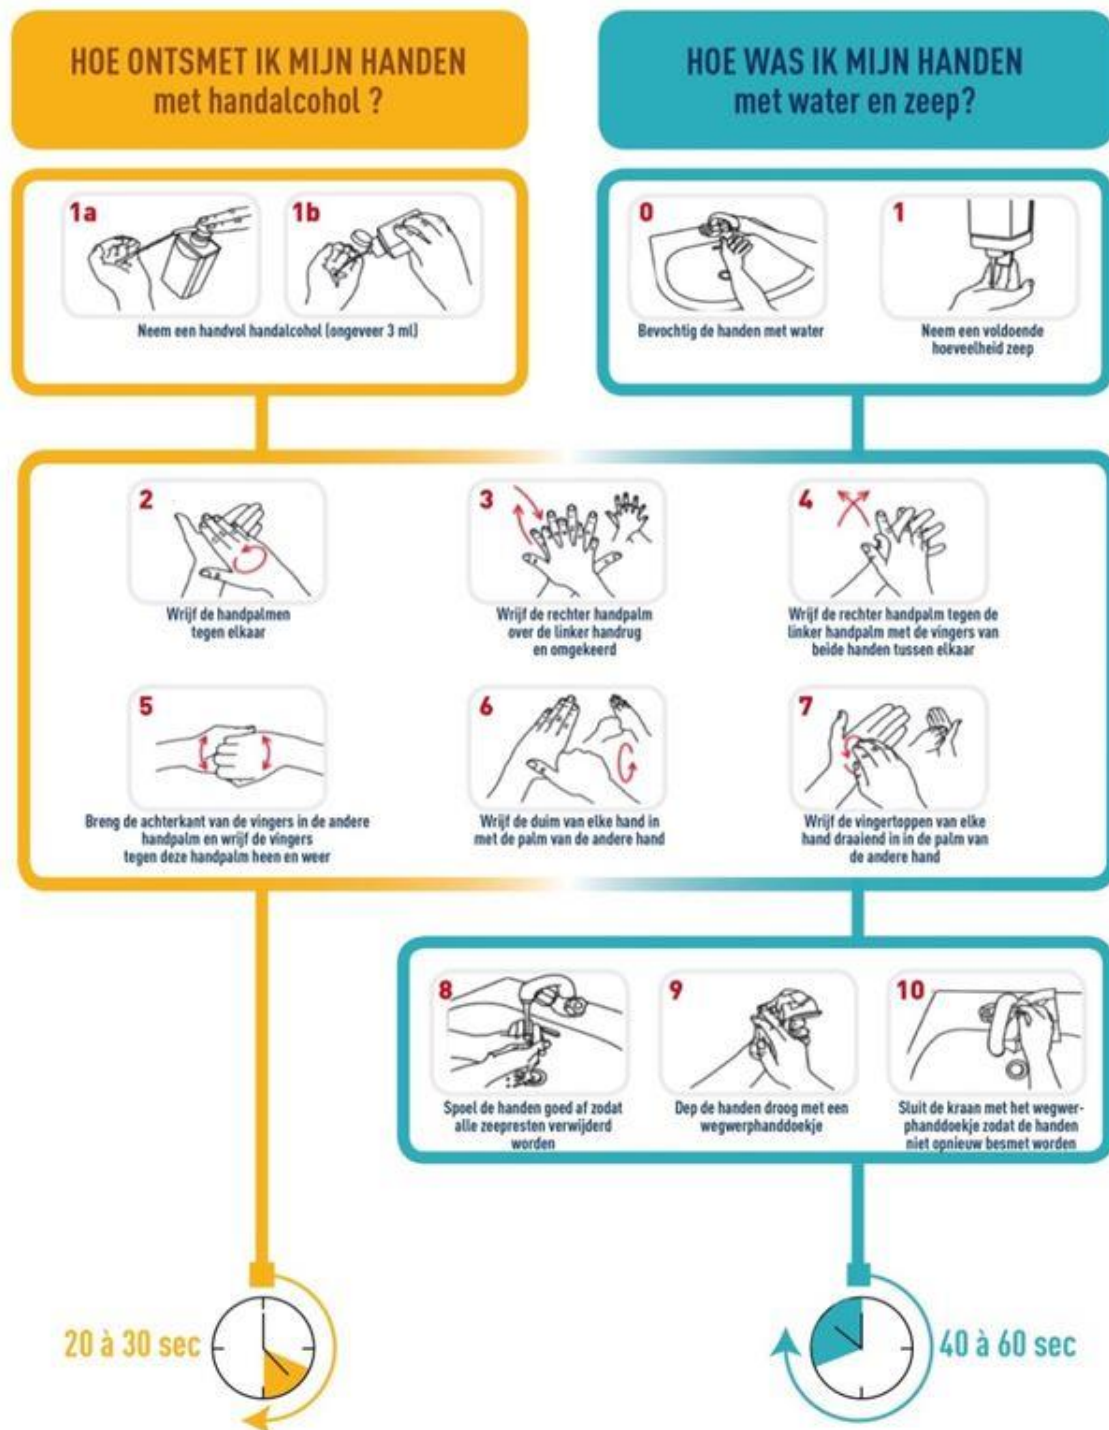 HOE ONTSMET IK MIJN HANDEN
met handalcohol ?
HOE WAS IK MIJN HANDEN
met water en zeep?
1a
1b
Neem een handvol handalcohol (ongeveer 3 ml)
0
Bevochtig de handen met water
1
Neem een voldoende
hoeveelheid zeep
2
Wrijf de handpalmen
tegen elkaar
3
Wrijf de rechter handpalm
over de linker handrug
en omgekeerd
4
Wrijf de rechter handpalm tegen de
linker handpalm met de vingers van
beide handen tussen elkaar
5
Breng de achterkant van de vingers in de andere
handpalm en wrijf de vingers
tegen deze handpalm heen en weer
6
Wrijf de duim van elke hand in
met de palm van de andere hand
7
Wrijf de vingertoppen van elke
hand draaiend in in de palm van
de andere hand
8
Spoel de handen goed af zodat
alle zeepresten verwijderd
worden
9
Dep de handen droog met een
wegwerphanddoekje
10
Sluit de kraan met het wegwer-
phanddoekje zodat de handen
niet opnieuw besmet worden
20 à 30 sec
40 à 60 sec